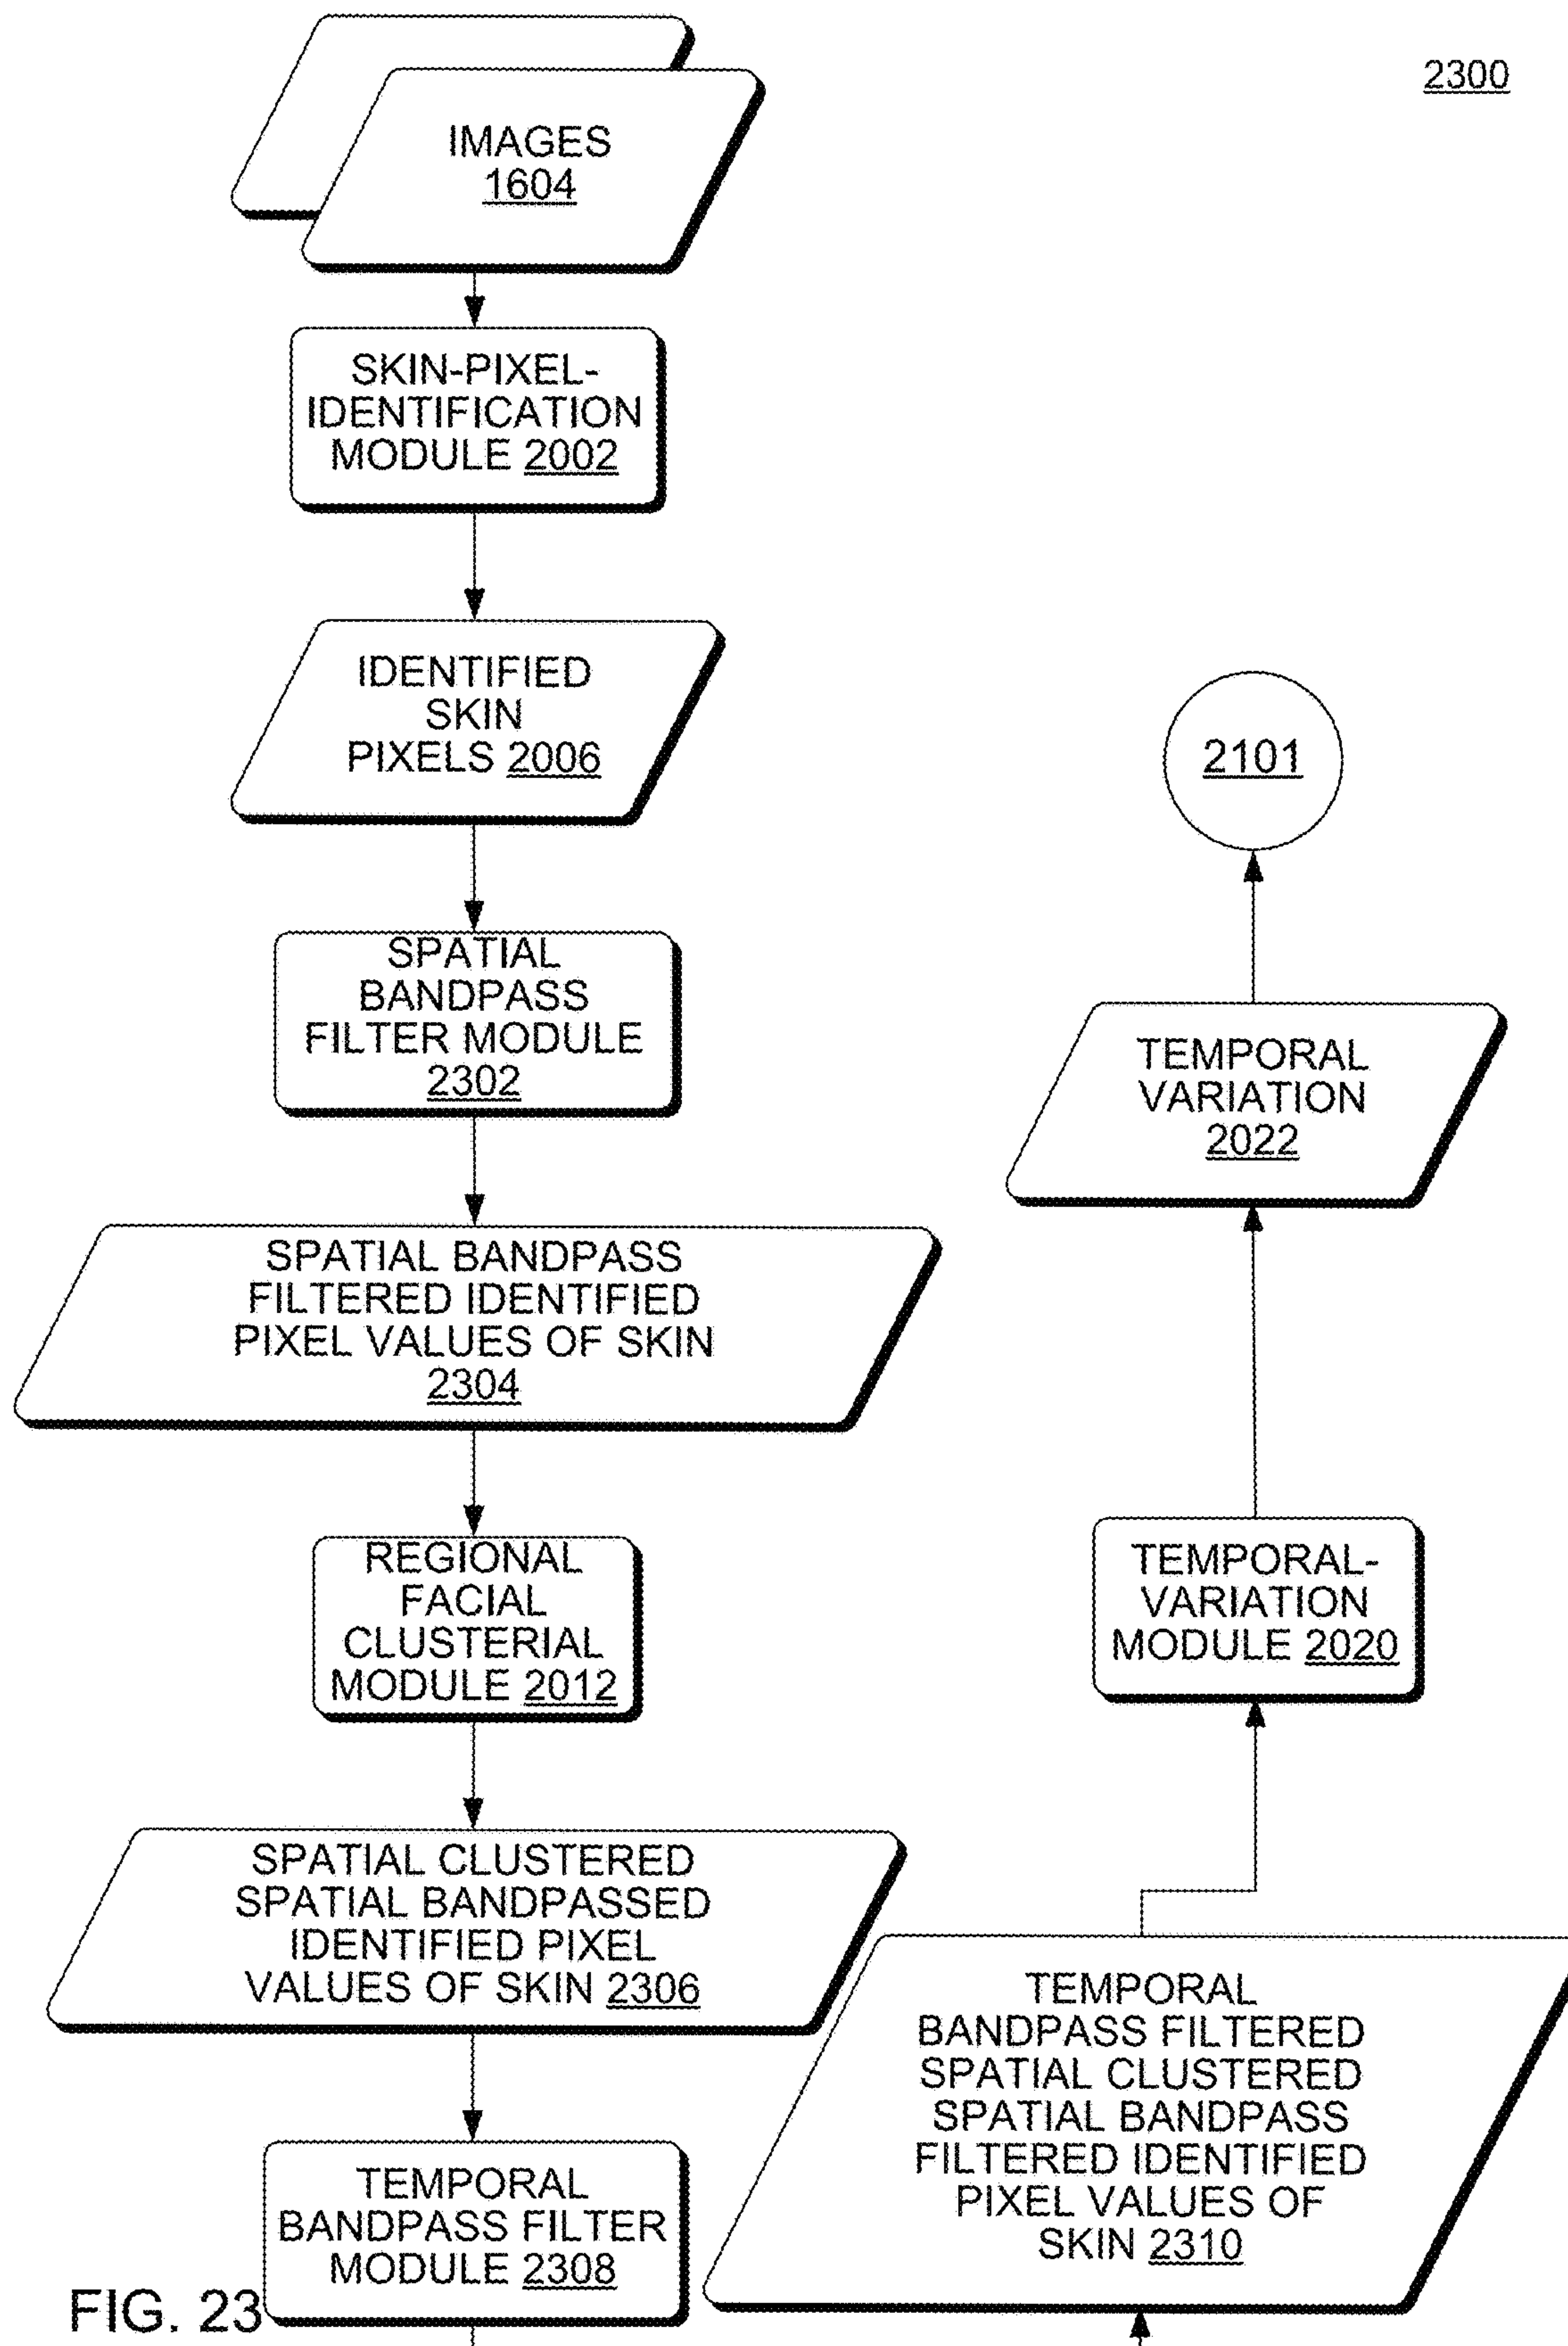 2300
IMAGES
1604
SKIN-PIXEL-
IDENTIFICATION
MODULE 2002
IDENTIFIED
SKIN
PIXELS 2006
SPATIAL
BANDPASS
FILTER MODULE
2302
SPATIAL BANDPASS
FILTERED IDENTIFIED
PIXEL VALUES OF SKIN
2304
REGIONAL
FACIAL
CLUSTERIAL
MODULE 2012
SPATIAL CLUSTERED
SPATIAL BANDPASSED
IDENTIFIED PIXEL
VALUES OF SKIN 2306
TEMPORAL
BANDPASS FILTER
MODULE 2308
TEMPORAL
BANDPASS FILTERED
SPATIAL CLUSTERED
SPATIAL BANDPASS
FILTERED IDENTIFIED
PIXEL VALUES OF
SKIN 2310
TEMPORAL-
VARIATION
MODULE 2020
TEMPORAL
VARIATION
2022
2101
FIG. 23